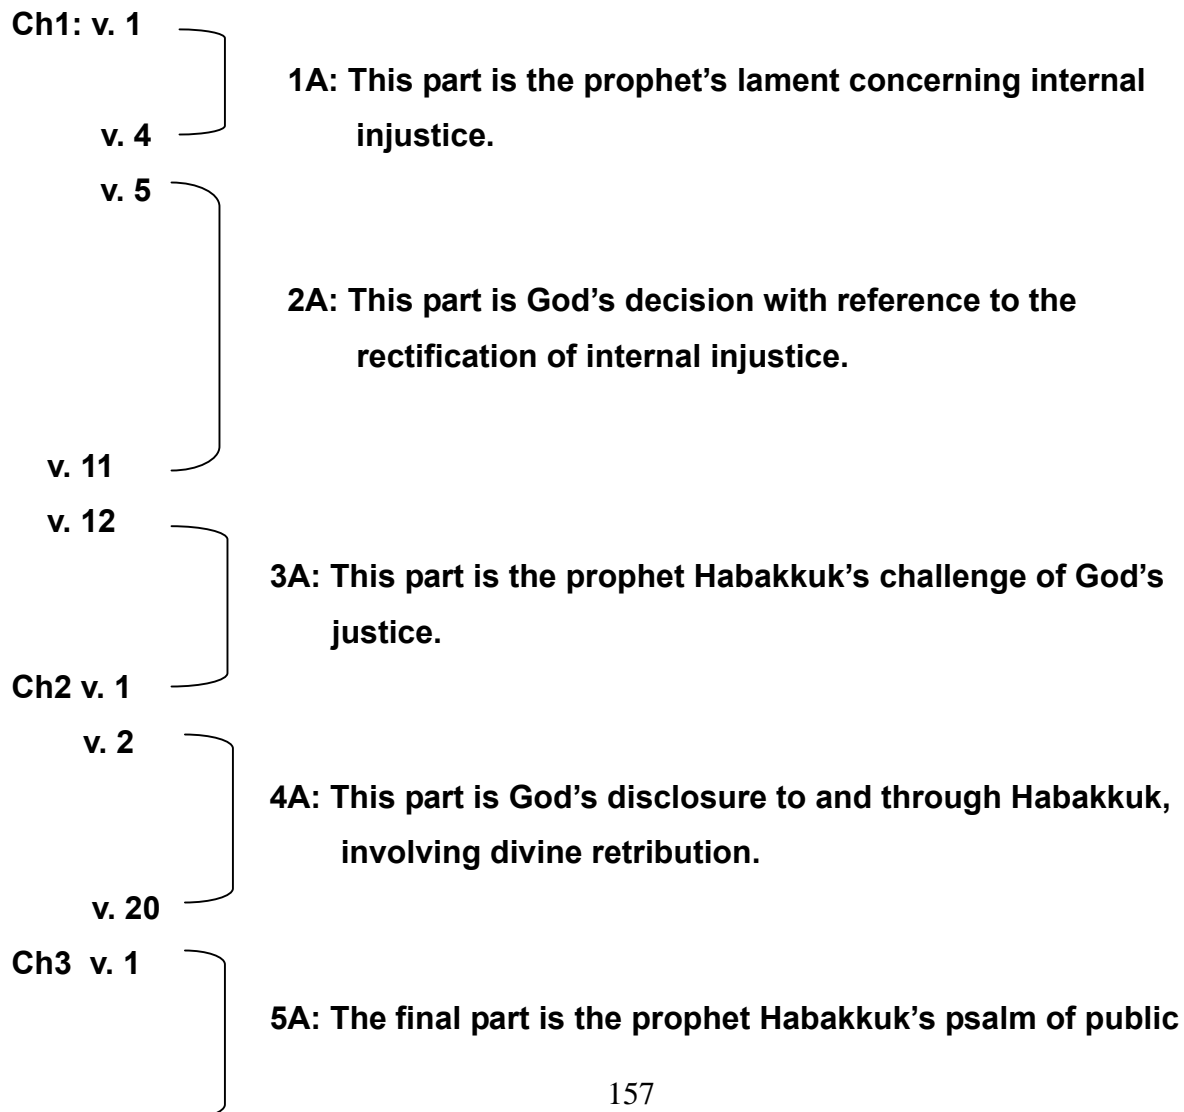 Ch1: v. 1
1A: This part is the prophet’s lament concerning internal
v. 4
injustice.
v. 5
2A: This part is God’s decision with reference to the
rectification of internal injustice.
v. 11
v. 12
3A: This part is the prophet Habakkuk’s challenge of God’s
justice.
Ch2 v. 1
v. 2
4A: This part is God’s disclosure to and through Habakkuk,
involving divine retribution.
v. 20
Ch3 v. 1
5A: The final part is the prophet Habakkuk’s psalm of public
157